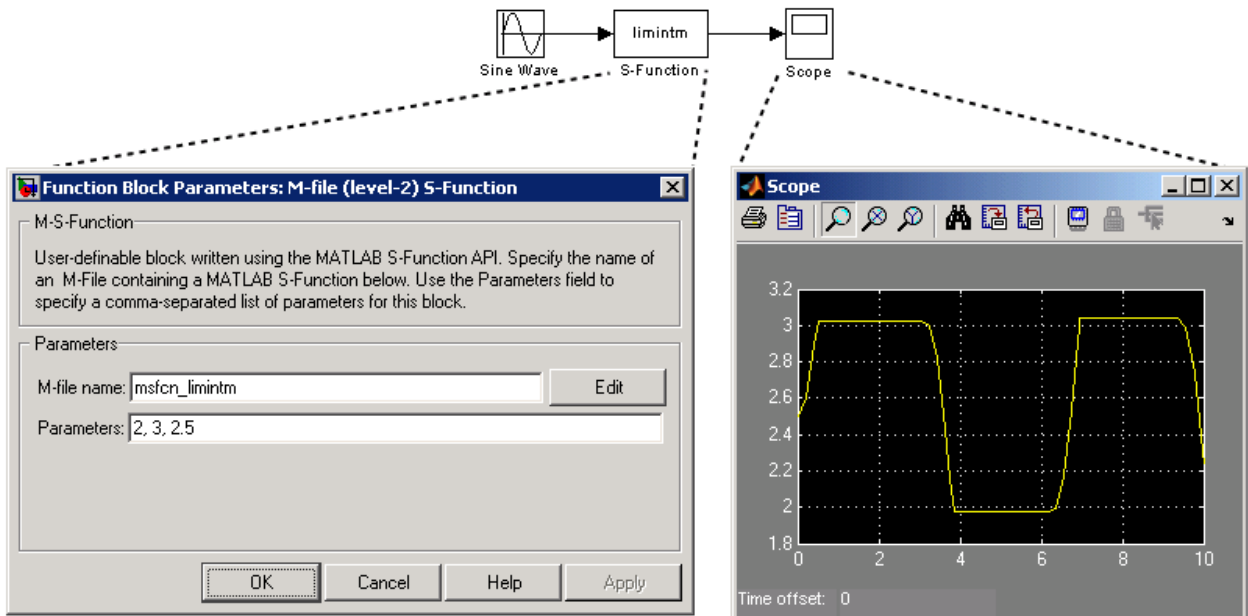 limintm
Sine Wave
S-Function
Scope
Function Block Parameters: M-file (level-2) S-Function
M-S-Function
User-definable block written using the MATLAB S-Function API. Specify the name of
an M-File containing a MATLAB S-Function below. Use the Parameters field to
specify a comma-separated list of parameters for this block.
Parameters
M-file name: msfcn_limintm
Edit
Parameters: 2, 3, 2.5
OK
Cancel
Help
Apply
Scope
3.2
3
2.8
2.6
2.4
2.2
2
1.8
0
2
4
6
8
10
Time offset: 0